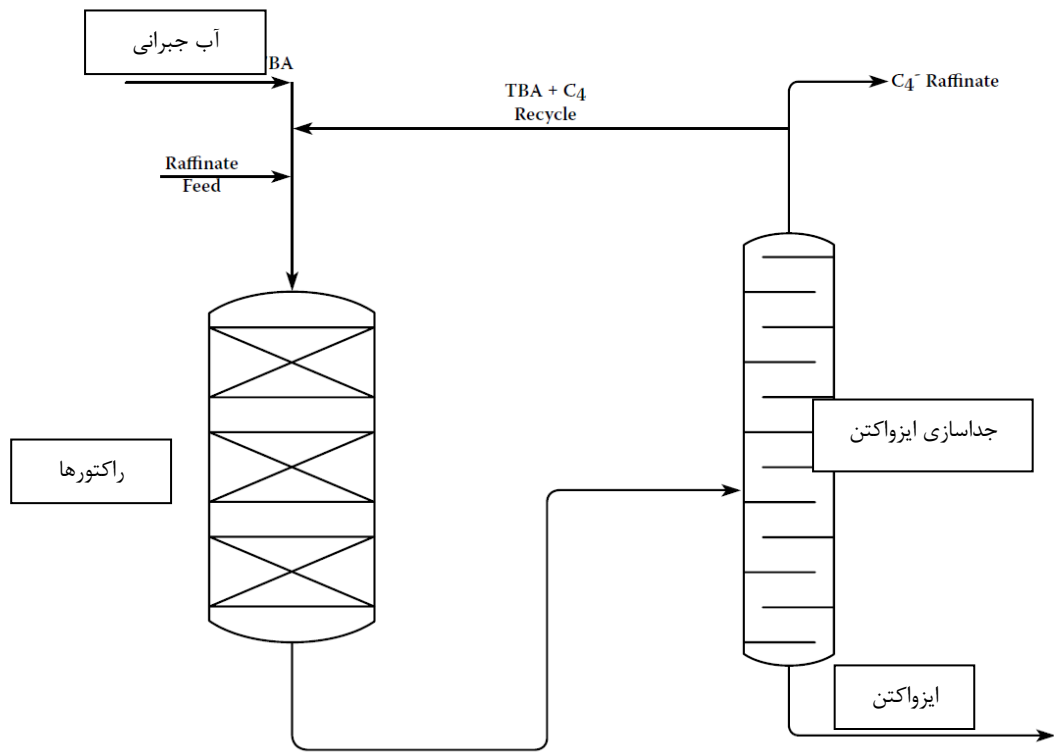 آب جبرانی
BA
TBA + C4
Recycle
C4⁻ Raffinate
Raffinate
Feed
جداسازی ایزواکتن
راکتورها
ایزواکتن